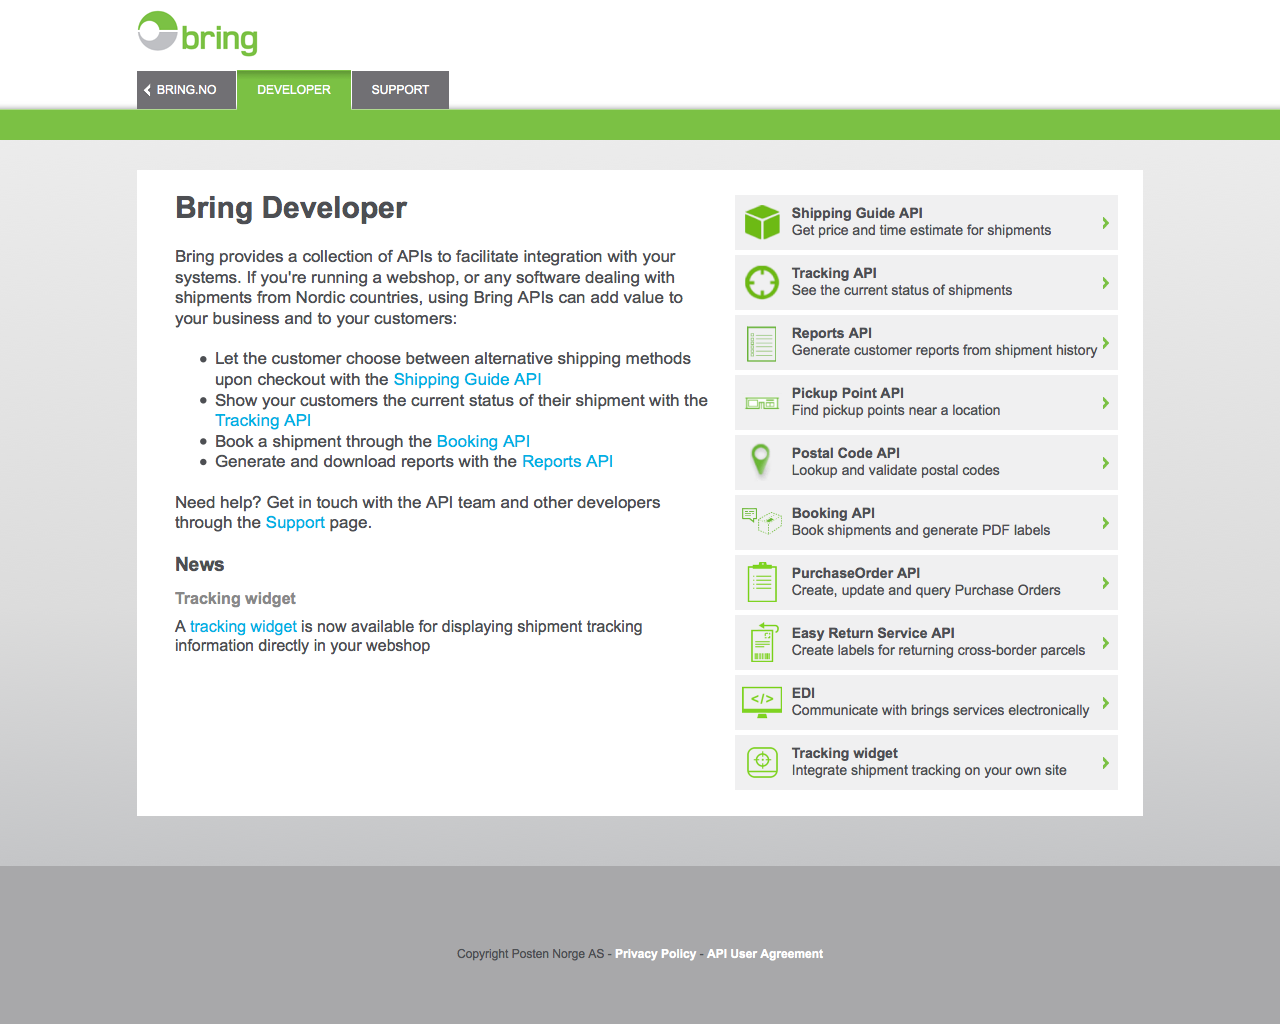 bring
BRING.NO
DEVELOPER
SUPPORT
Bring Developer
Bring provides a collection of APIs to facilitate integration with your
systems. If you're running a webshop, or any software dealing with
shipments from Nordic countries, using Bring APIs can add value to
your business and to your customers:
• Let the customer choose between alternative shipping methods
upon checkout with the Shipping Guide API
• Show your customers the current status of their shipment with the
Tracking API
• Book a shipment through the Booking API
• Generate and download reports with the Reports API
Need help? Get in touch with the API team and other developers
through the Support page.
News
Tracking widget
A tracking widget is now available for displaying shipment tracking
information directly in your webshop
Shipping Guide API
Get price and time estimate for shipments
Tracking API
See the current status of shipments
Reports API
Generate customer reports from shipment history
Pickup Point API
Find pickup points near a location
Postal Code API
Lookup and validate postal codes
Booking API
Book shipments and generate PDF labels
PurchaseOrder API
Create, update and query Purchase Orders
Easy Return Service API
Create labels for returning cross-border parcels
</>
EDI
Communicate with brings services electronically
Tracking widget
Integrate shipment tracking on your own site
Copyright Posten Norge AS - Privacy Policy - API User Agreement